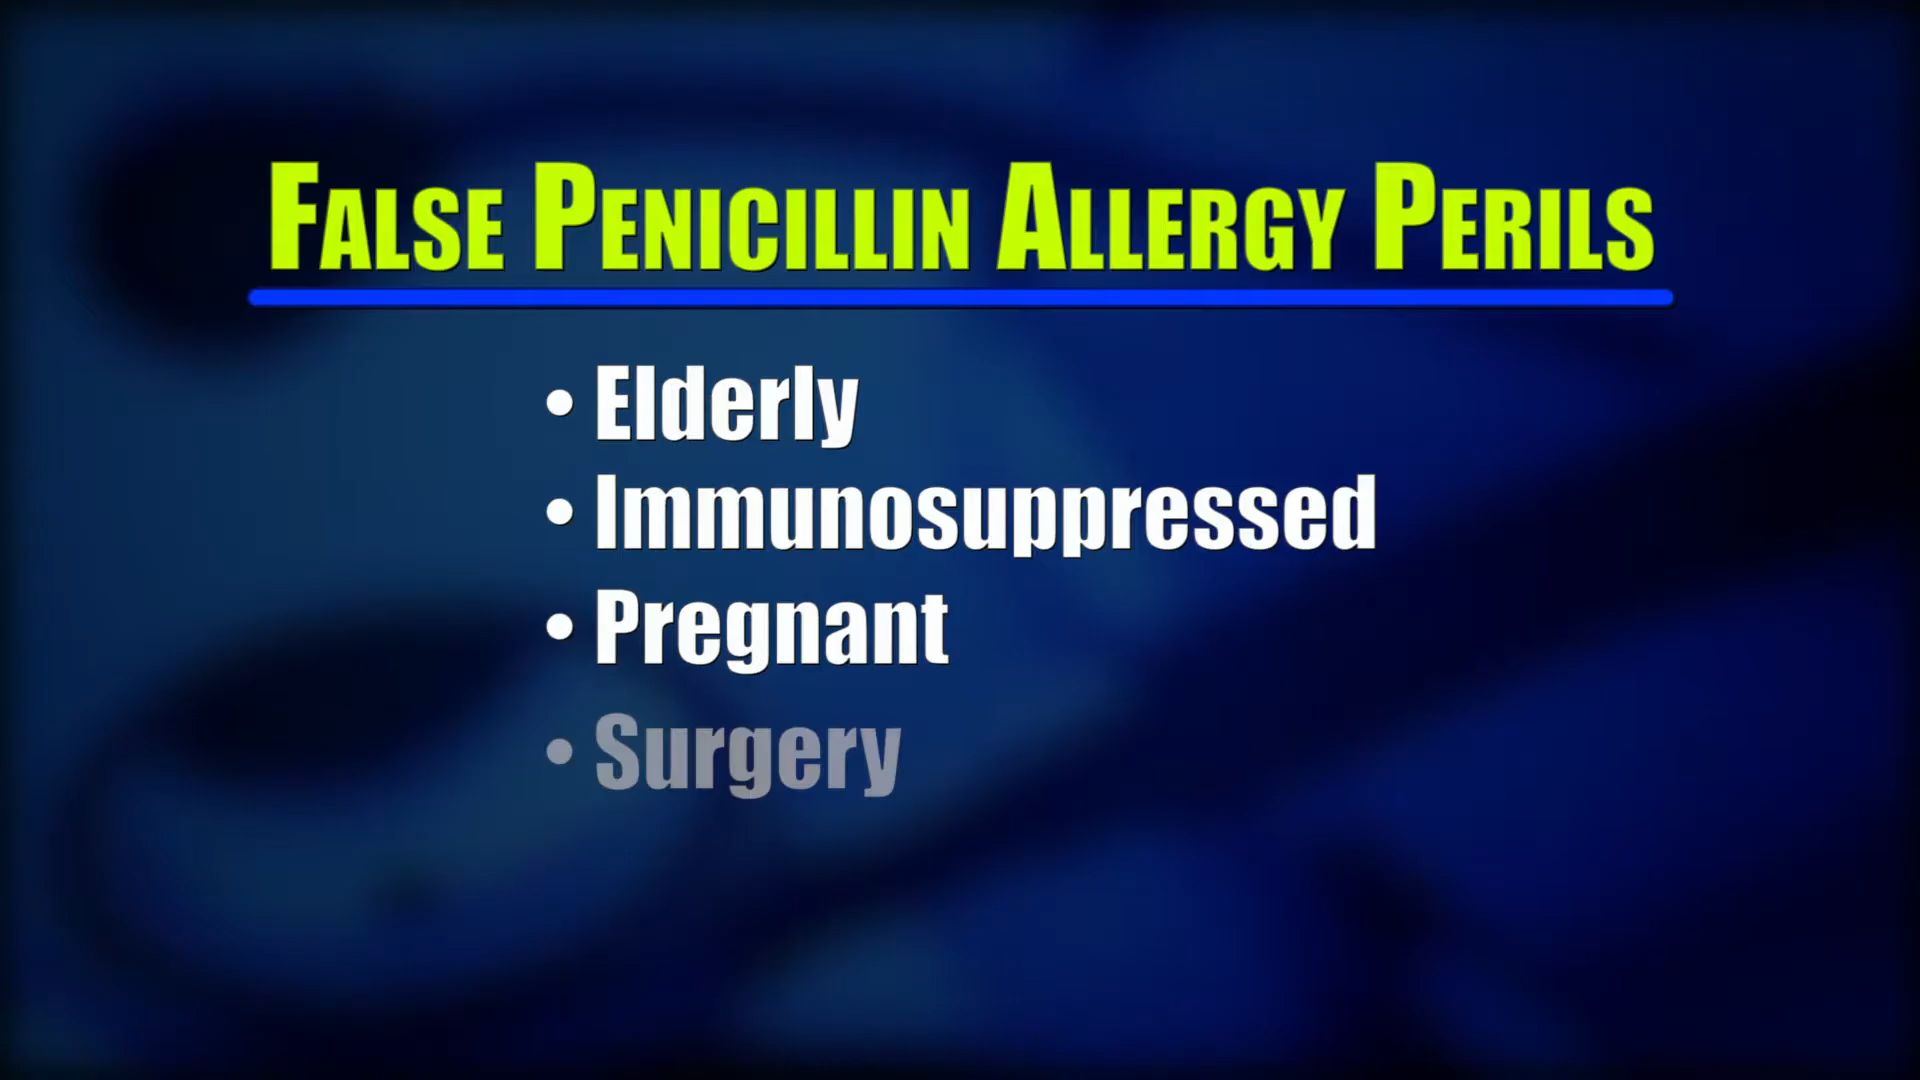 FALSE PENICILLIN ALLERGY PERILS
• Elderly
• Immunosuppressed
• Pregnant
• Surgery